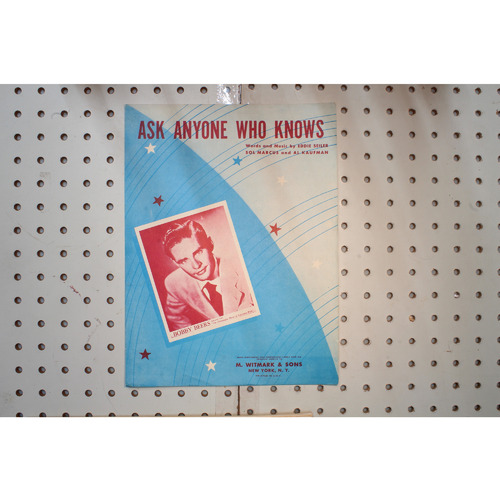 ASK ANYONE WHO KNOWS
Words and Music by EDDIE SEILER
SOL MARCUS and AL KAUFMAN
BOBBY BEERS
M. WITMARK & SONS
NEW YORK, N. Y.